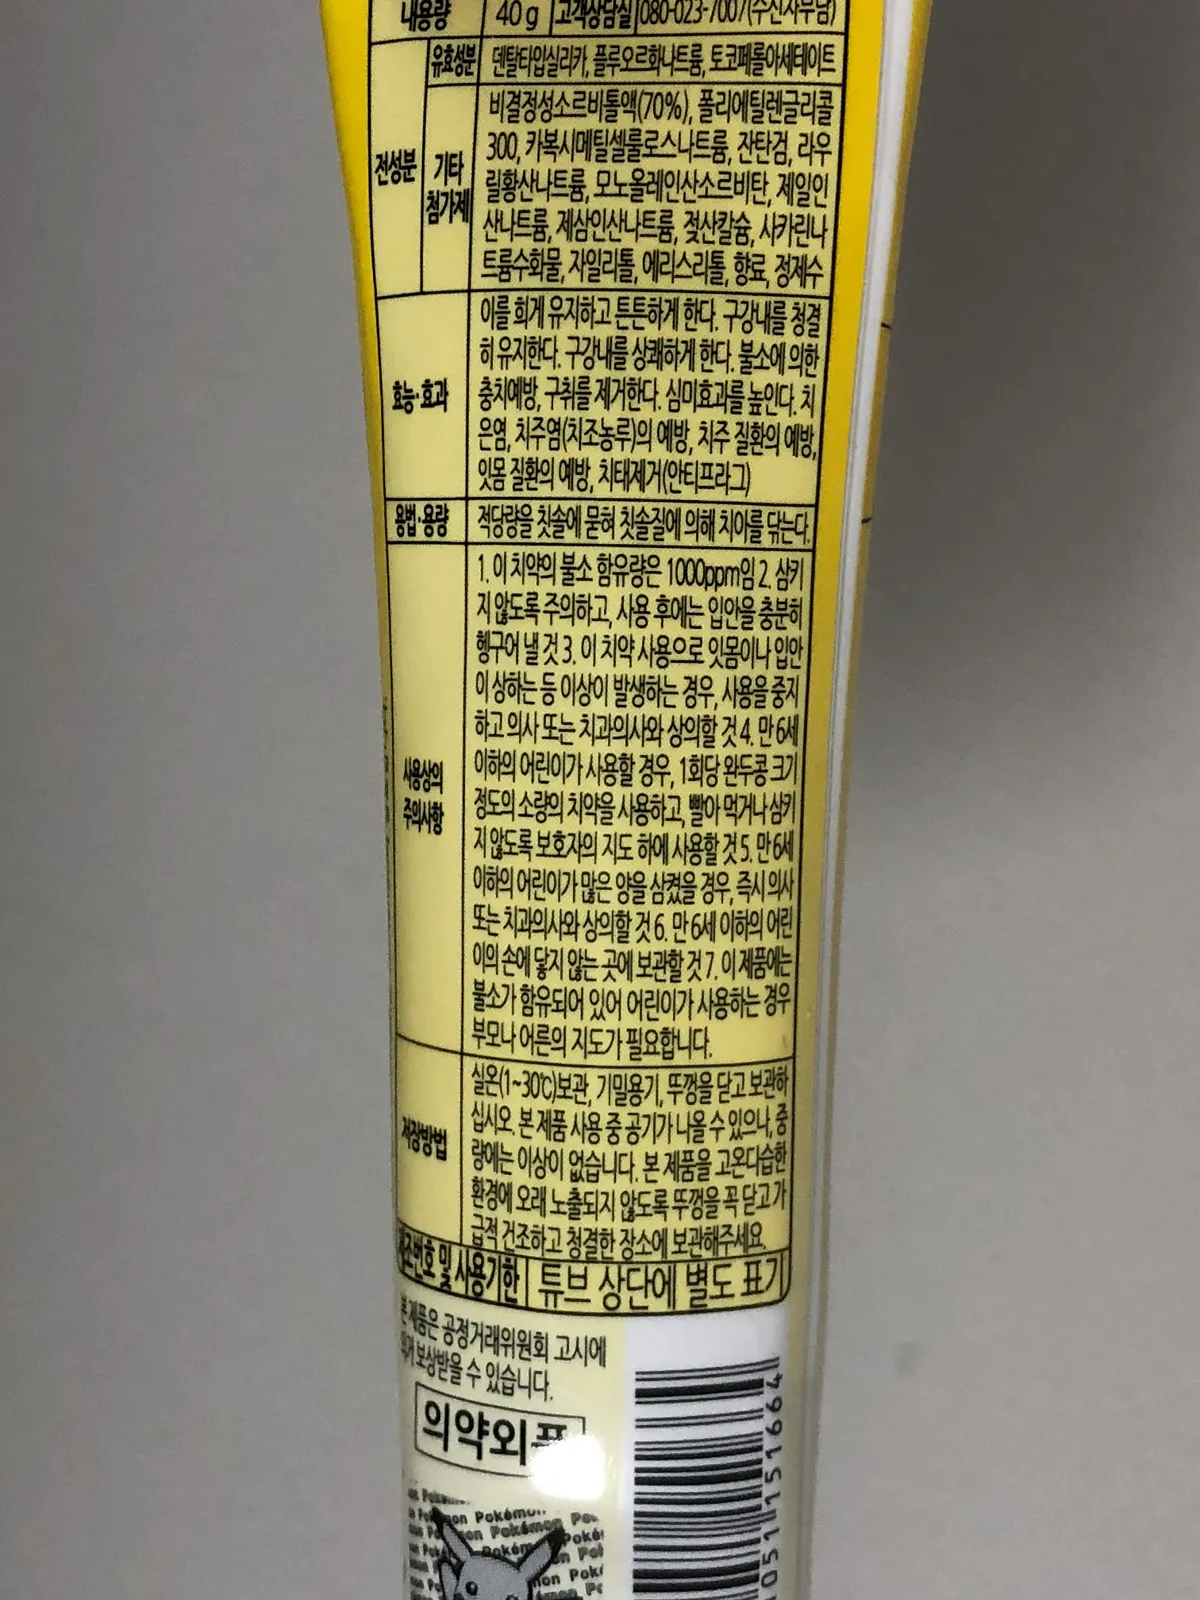 내용량 40g 고객상담실 080-023-7007(수신자부담)
전성분 유효성분 덴탈타입실리카, 플루오르화나트륨, 토코페롤아세테이트
기타 첨가제
비결정성소르비톨액(70%), 폴리에틸렌글리콜
300, 카복시메틸셀룰로스나트륨, 잔탄검, 라우
릴황산나트륨, 모노올레인산소르비탄, 제일인
산나트륨, 제삼인산나트륨, 젖산칼슘, 사카린나
트륨수화물, 자일리톨, 에리스리톨, 향료, 정제수
효능·효과
이를 희게 유지하고 튼튼하게 한다. 구강내를 청결
히 유지한다. 구강내를 상쾌하게 한다. 불소에 의한
충치예방, 구취를 제거한다. 심미효과를 높인다. 치
은염, 치주염(치조농루)의 예방, 치주 질환의 예방,
잇몸 질환의 예방, 치태제거(안티프라그)
용법·용량 적당량을 칫솔에 묻혀 칫솔질에 의해 치아를 닦는다.
사용상의
주의사항
1. 이 치약의 불소 함유량은 1000ppm임 2. 삼키
지 않도록 주의하고, 사용 후에는 입안을 충분히
헹구어 낼 것 3. 이 치약 사용으로 잇몸이나 입안
이 상하는 등 이상이 발생하는 경우, 사용을 중지
하고 의사 또는 치과의사와 상의할 것 4. 만 6세
이하의 어린이가 사용할 경우, 1회당 완두콩 크기
정도의 소량의 치약을 사용하고, 빨아 먹거나 삼키
지 않도록 보호자의 지도 하에 사용할 것 5. 만 6세
이하의 어린이가 많은 양을 삼켰을 경우, 즉시 의사
또는 치과의사와 상의할 것 6. 만 6세 이하의 어린
이의 손에 닿지 않는 곳에 보관할 것 7. 이 제품에는
불소가 함유되어 있어 어린이가 사용하는 경우
부모나 어른의 지도가 필요합니다.
저장방법
실온(1~30℃)보관, 기밀용기, 뚜껑을 닫고 보관하
십시오. 본 제품 사용 중 공기가 나올 수 있으나, 중
량에는 이상이 없습니다. 본 제품을 고온다습한
환경에 오래 노출되지 않도록 뚜껑을 꼭 닫고 가
급적 건조하고 청결한 장소에 보관해주세요.
제조번호 및 사용기한 튜브 상단에 별도 표기
본 제품은 공정거래위원회 고시에
의거 보상받을 수 있습니다.
의약외품
0511151664
Pokémon
Pokémon
Pokémon